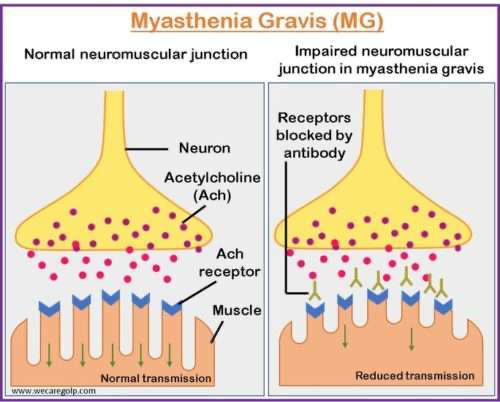 Myasthenia Gravis (MG)
Normal neuromuscular junction
Impaired neuromuscular
junction in myasthenia gravis
Neuron
Acetylcholine
(Ach)
Ach
receptor
Muscle
Normal transmission
www.wecaregolp.com
Receptors
blocked by
antibody
Reduced transmission